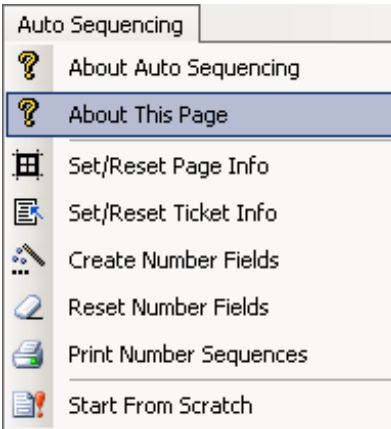 Auto Sequencing
About Auto Sequencing
About This Page
Set/Reset Page Info
Set/Reset Ticket Info
Create Number Fields
Reset Number Fields
Print Number Sequences
Start From Scratch